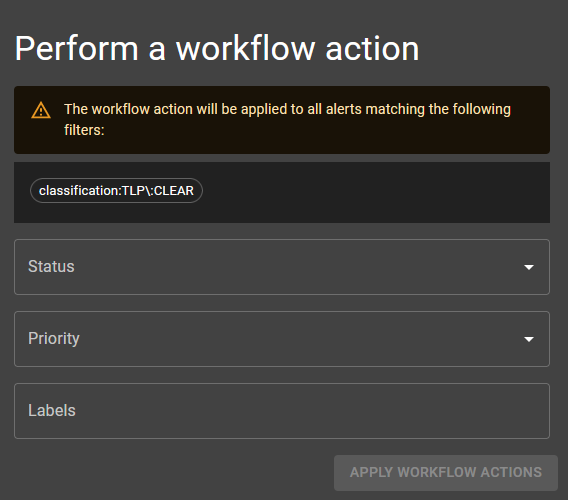 Perform a workflow action
The workflow action will be applied to all alerts matching the following
filters:
classification:TLP\:CLEAR
Status
Priority
Labels
APPLY WORKFLOW ACTIONS